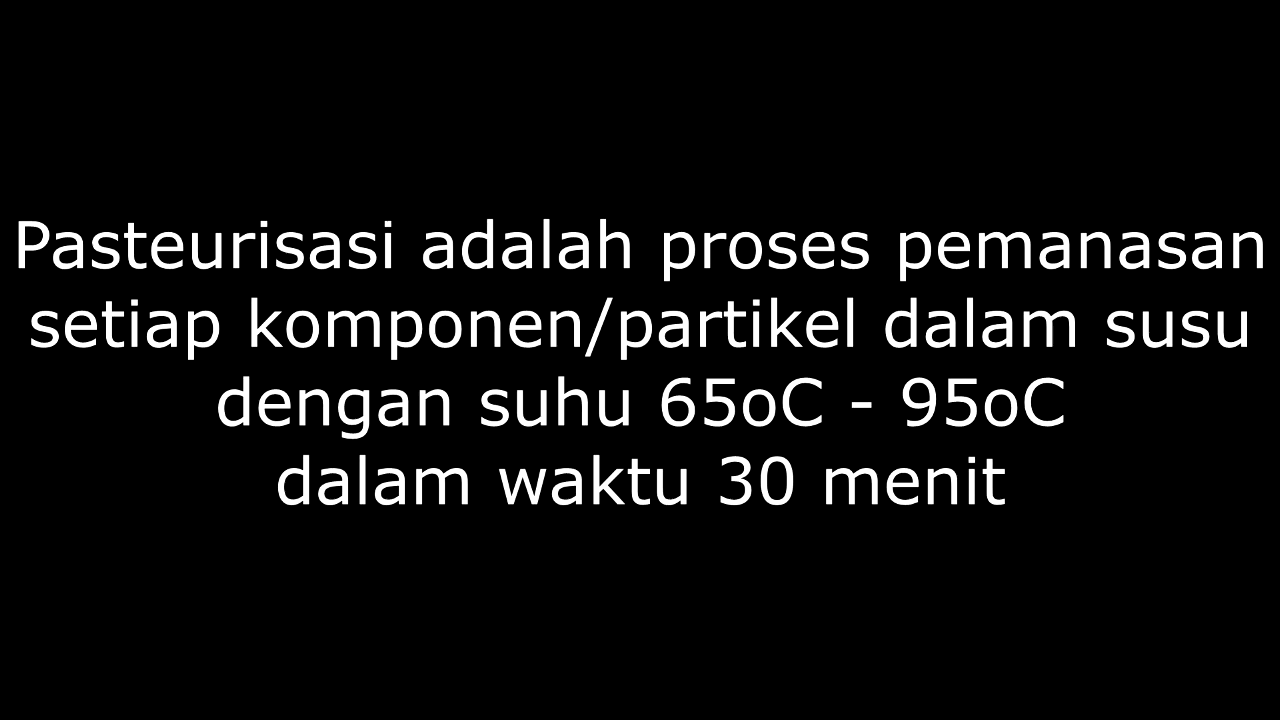 Pasteurisasi adalah proses pemanasan
setiap komponen/partikel dalam susu
dengan suhu 65oC - 95oC
dalam waktu 30 menit